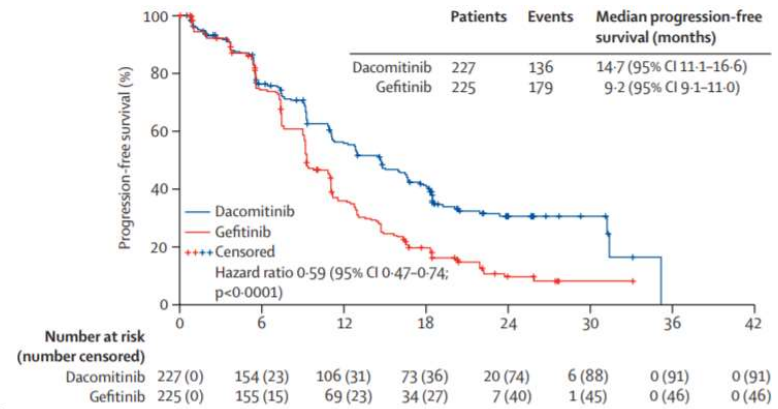 Patients Events Median progression-free
survival (months)
Dacomitinib 227 136 14·7 (95% CI 11·1–16·6)
Gefitinib 225 179 9·2 (95% CI 9·1–11·0)
Progression-free survival (%)
100
80
60
40
20
0
Dacomitinib
Gefitinib
Censored
Hazard ratio 0·59 (95% CI 0·47–0·74;
p<0·0001)
0 6 12 18 24 30 36 42
Number at risk
(number censored)
Dacomitinib 227 (0) 154 (23) 106 (31) 73 (36) 20 (74) 6 (88) 0 (91) 0 (91)
Gefitinib 225 (0) 155 (15) 69 (23) 34 (27) 7 (40) 1 (45) 0 (46) 0 (46)